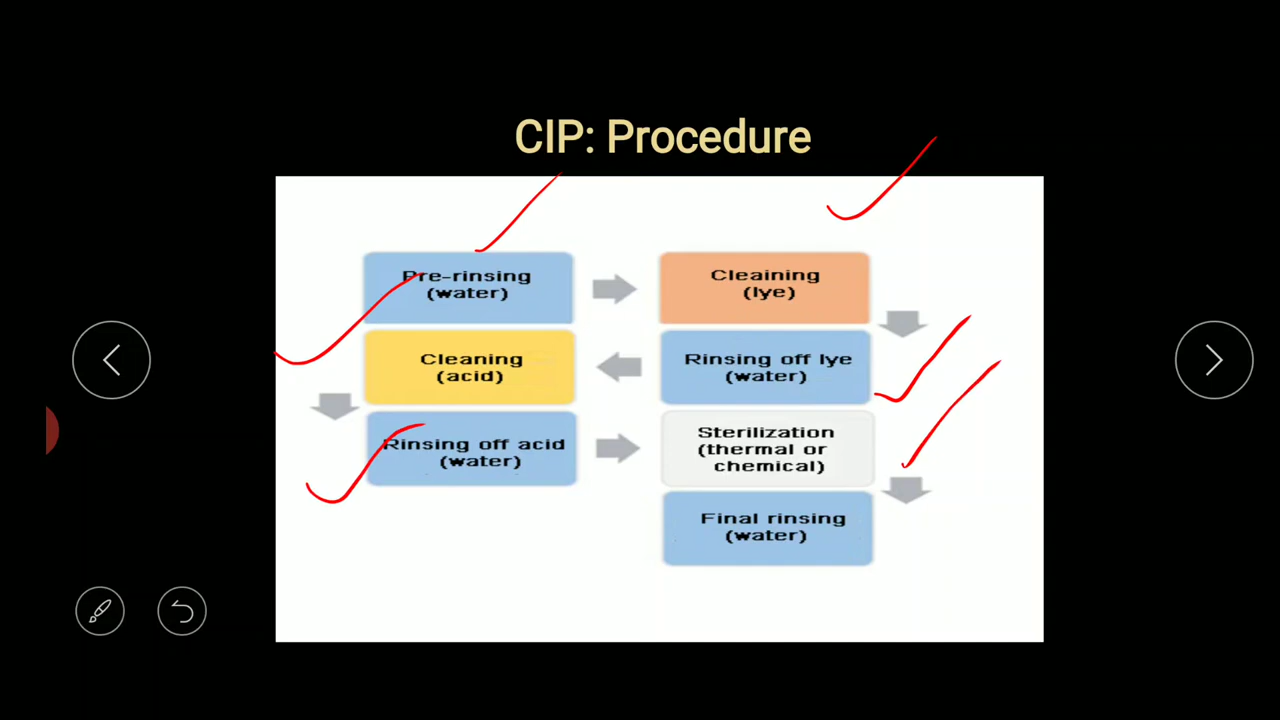 CIP: Procedure
Pre-rinsing
(water)
Cleaining
(lye)
Rinsing off lye
(water)
Cleaning
(acid)
Rinsing off acid
(water)
Sterilization
(thermal or
chemical)
Final rinsing
(water)